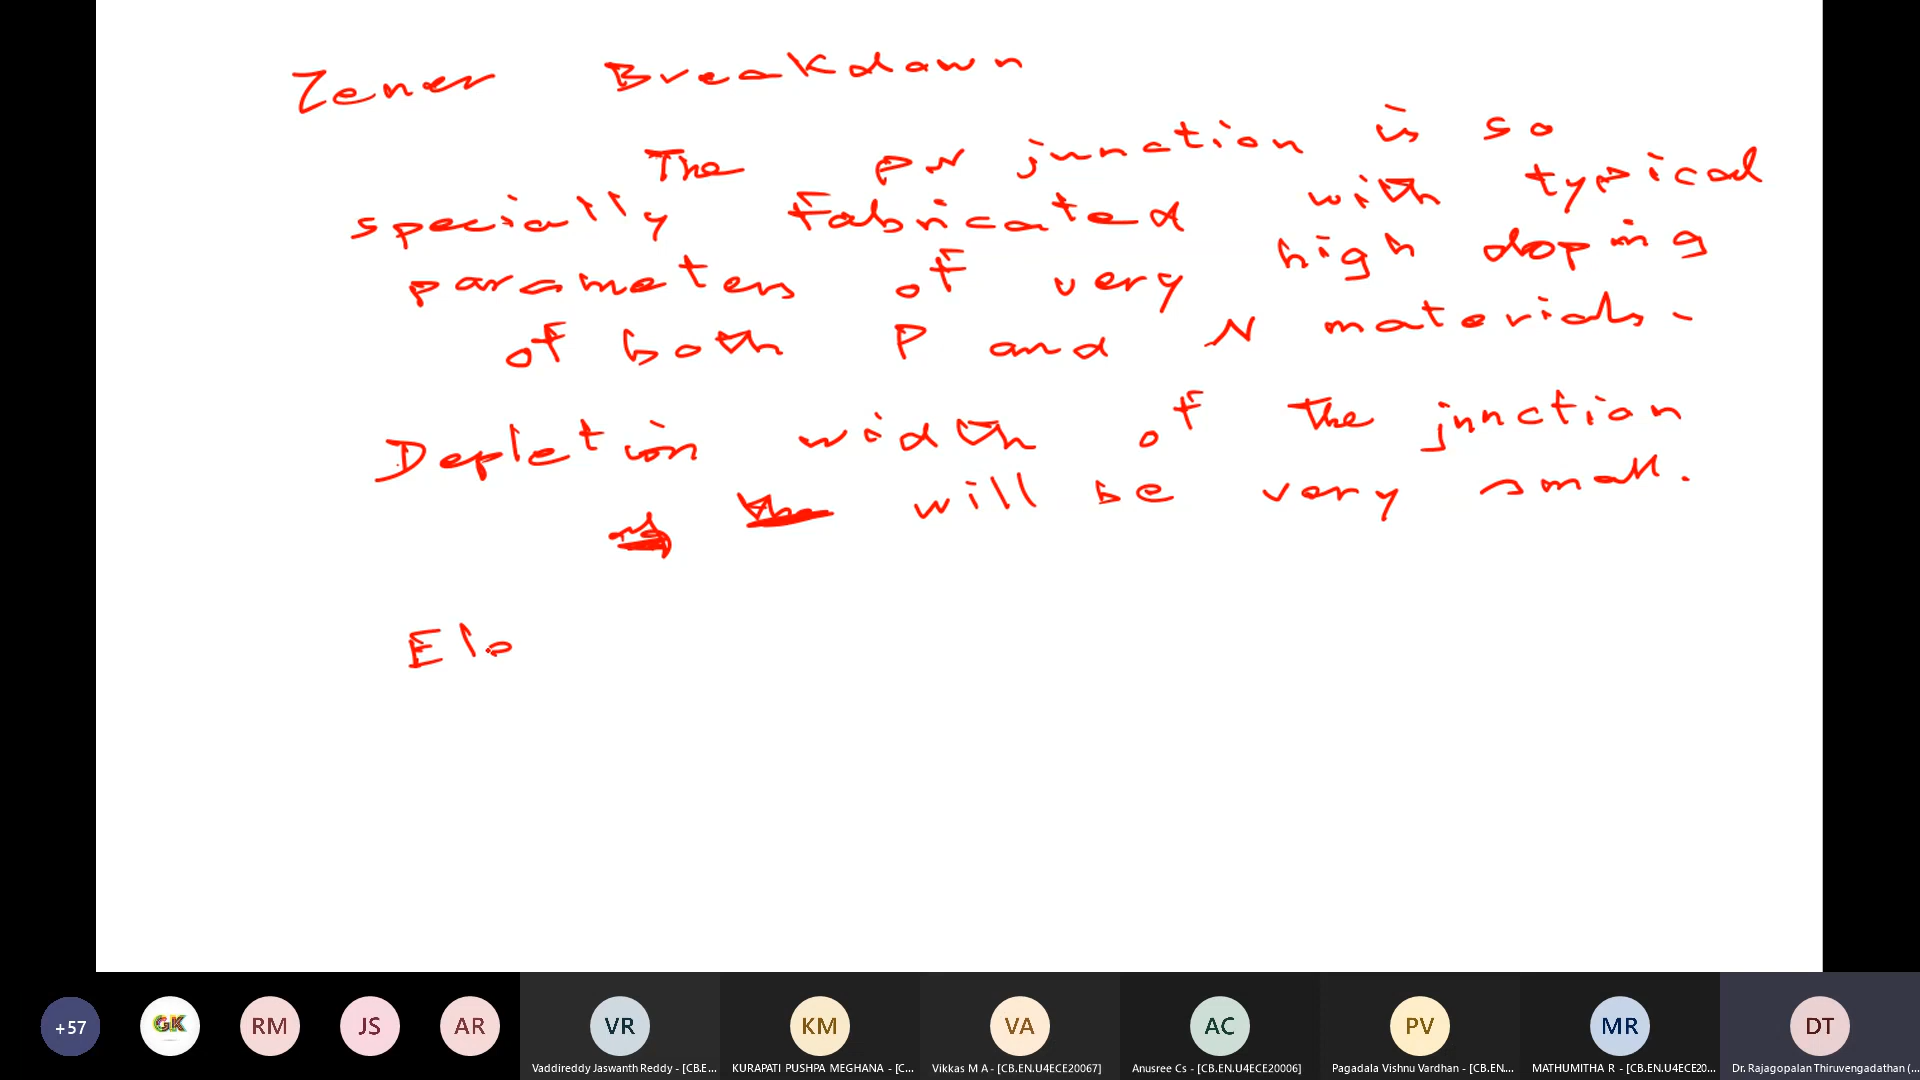 Zener Breakdawn
The PN junction is so
specially Fabricated with typical
parameters of very high doping
of both P and N materials.
Depletion width of the junction
will be very small.
Ele
+57
GK
RM
JS
AR
VR
KM
VA
AC
PV
MR
DT
Vaddireddy Jaswanth Reddy - [CB.E...
KURAPATI PUSHPA MEGHANA - [C...
Vikkas M A - [CB.EN.U4ECE20067]
Anusree Cs - [CB.EN.U4ECE20006]
Pagadala Vishnu Vardhan - [CB.EN....
MATHUMITHA R - [CB.EN.U4ECE20...
Dr. Rajagopalan Thiruvengadathan (...